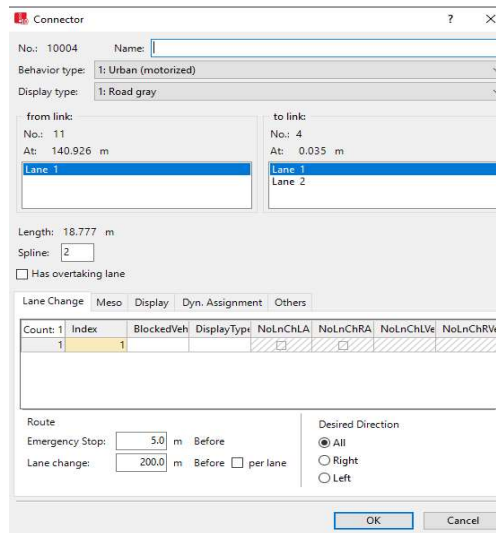 Connector ? ×
No.: 10004 Name:
Behavior type: 1: Urban (motorized)
Display type: 1: Road gray
from link: to link:
No.: 11 No.: 4
At: 140.926 m At: 0.035 m
Lane 1 Lane 1
Lane 2
Length: 18.777 m
Spline: 2
Has overtaking lane
Lane Change Meso Display Dyn. Assignment Others
Count: 1 Index BlockedVeh DisplayType NoLnChLA NoLnChRA NoLnChLVe NoLnChRVe
1 1
Route Desired Direction
Emergency Stop: 5.0 m Before All
Lane change: 200.0 m Before per lane Right
Left
OK Cancel